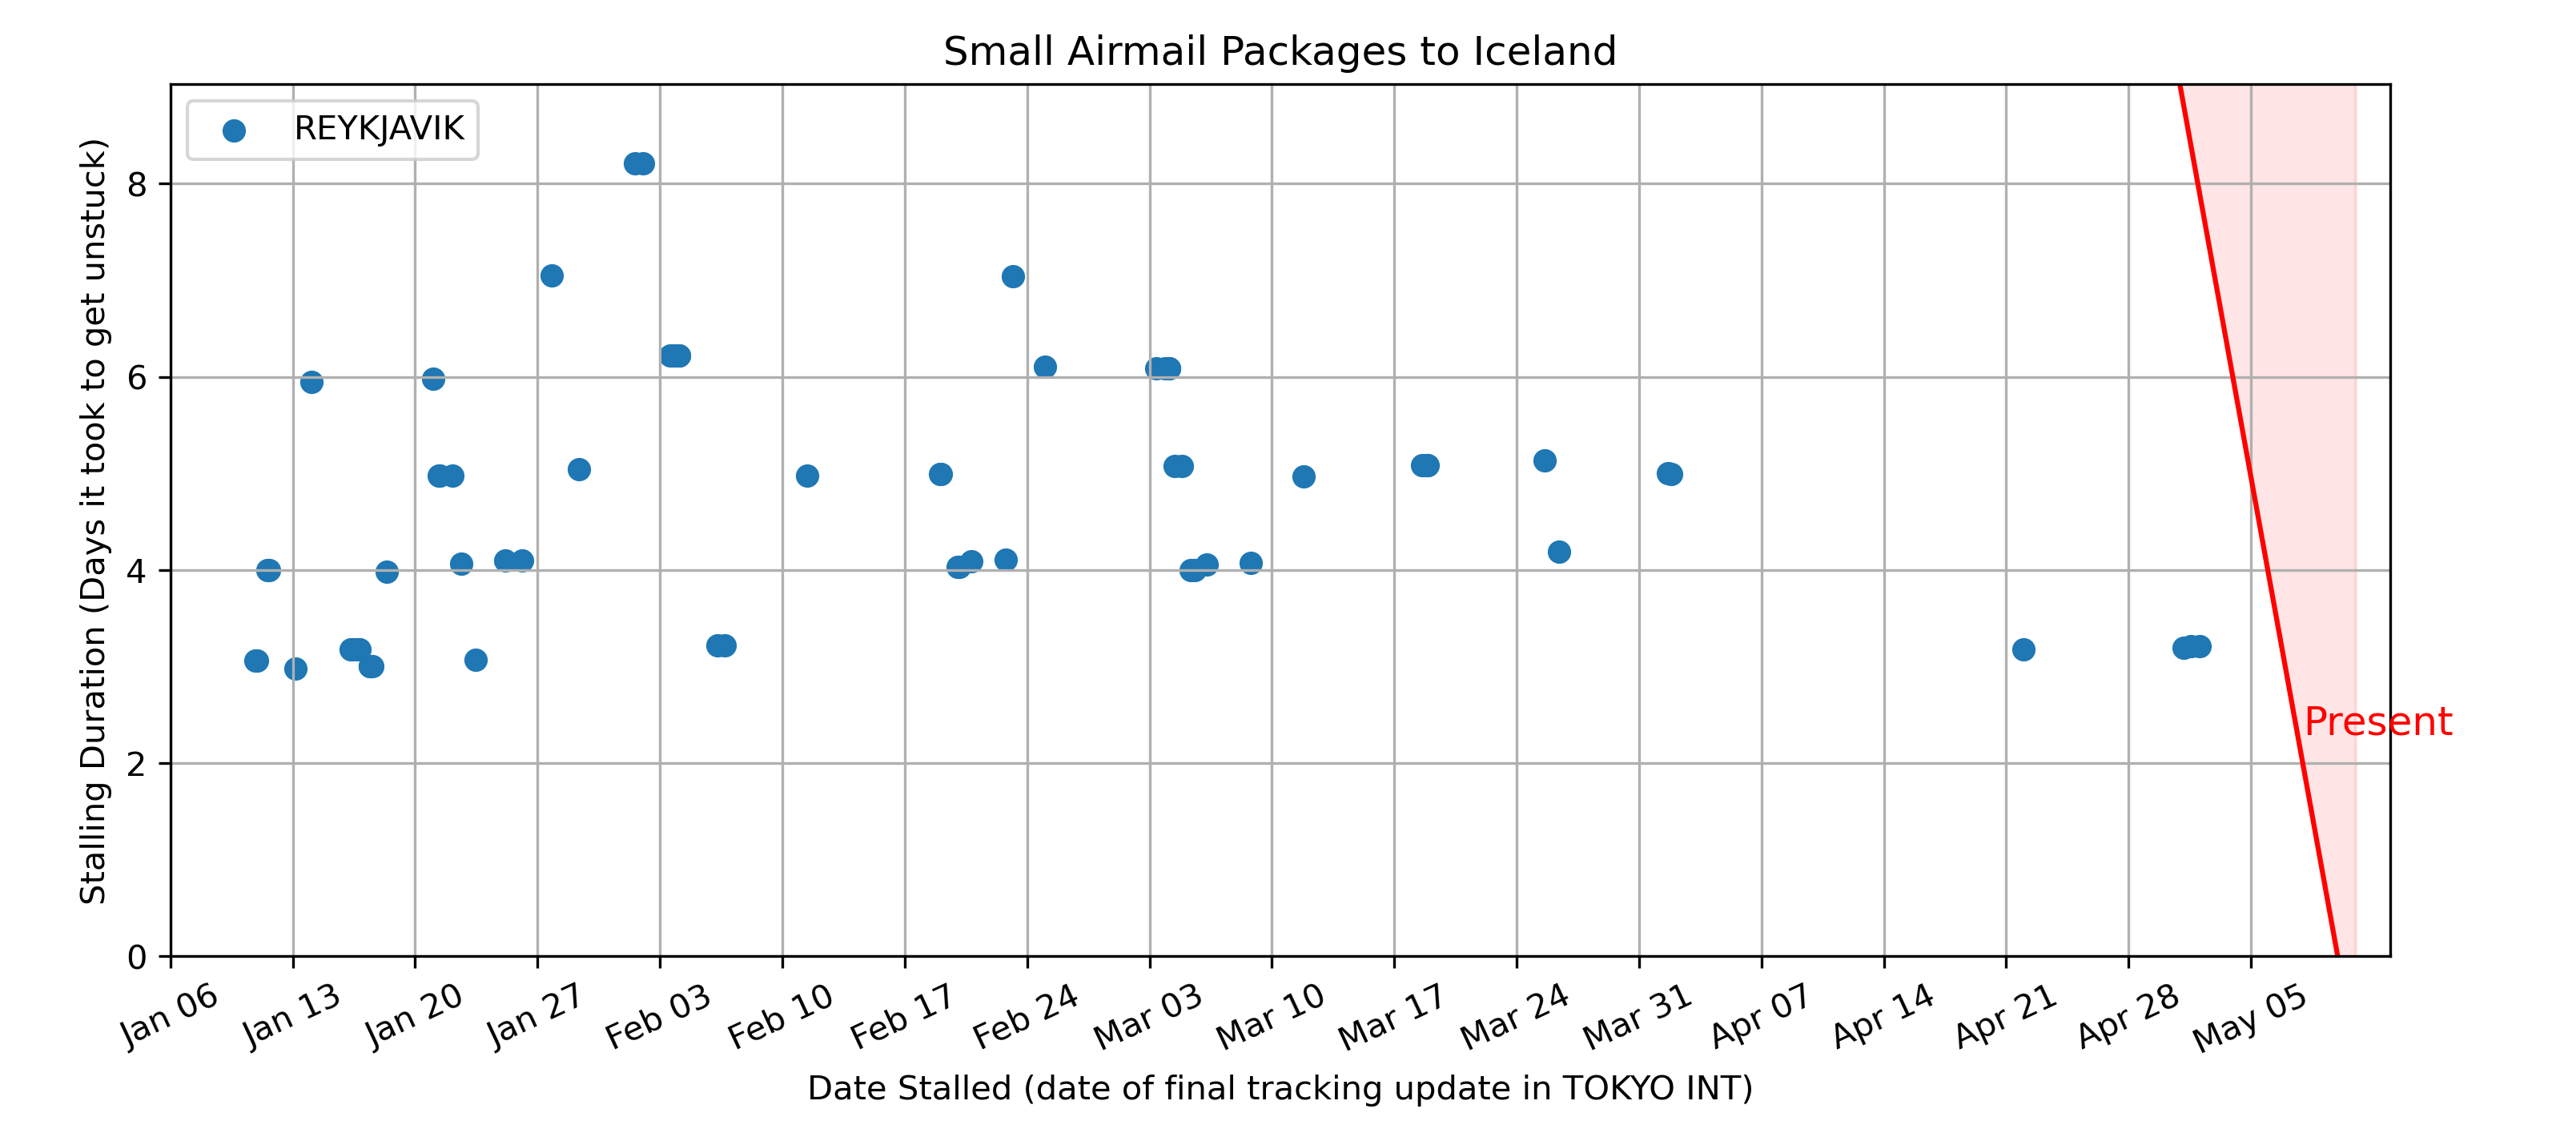 Small Airmail Packages to Iceland
REYKJAVIK
Stalling Duration (Days it took to get unstuck)
8
6
4
2
0
Present
Jan 06 Jan 13 Jan 20 Jan 27 Feb 03 Feb 10 Feb 17 Feb 24 Mar 03 Mar 10 Mar 17 Mar 24 Mar 31 Apr 07 Apr 14 Apr 21 Apr 28 May 05
Date Stalled (date of final tracking update in TOKYO INT)